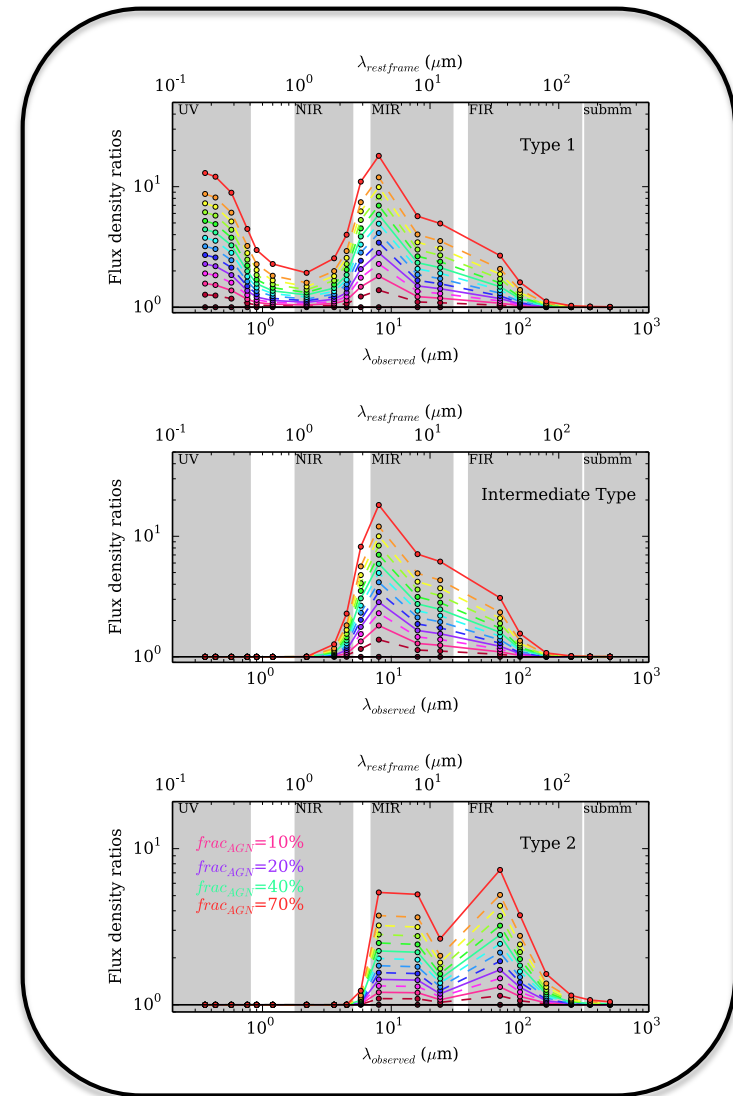 λrestframe (μm)
10⁻¹ 10⁰ 10¹ 10²
UV NIR MIR FIR submm
Type 1
Flux density ratios
10¹
10⁰
10⁰ 10¹ 10² 10³
λobserved (μm)
λrestframe (μm)
10⁻¹ 10⁰ 10¹ 10²
UV NIR MIR FIR submm
Intermediate Type
Flux density ratios
10¹
10⁰
10⁰ 10¹ 10² 10³
λobserved (μm)
λrestframe (μm)
10⁻¹ 10⁰ 10¹ 10²
UV NIR MIR FIR submm
Type 2
Flux density ratios
10¹
fracAGN=10%
fracAGN=20%
fracAGN=40%
fracAGN=70%
10⁰
10⁰ 10¹ 10² 10³
λobserved (μm)